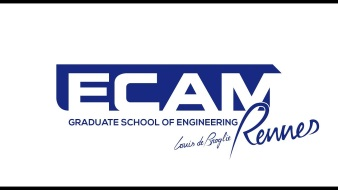 ECAM
GRADUATE SCHOOL OF ENGINEERING
Louis de Broglie
Rennes